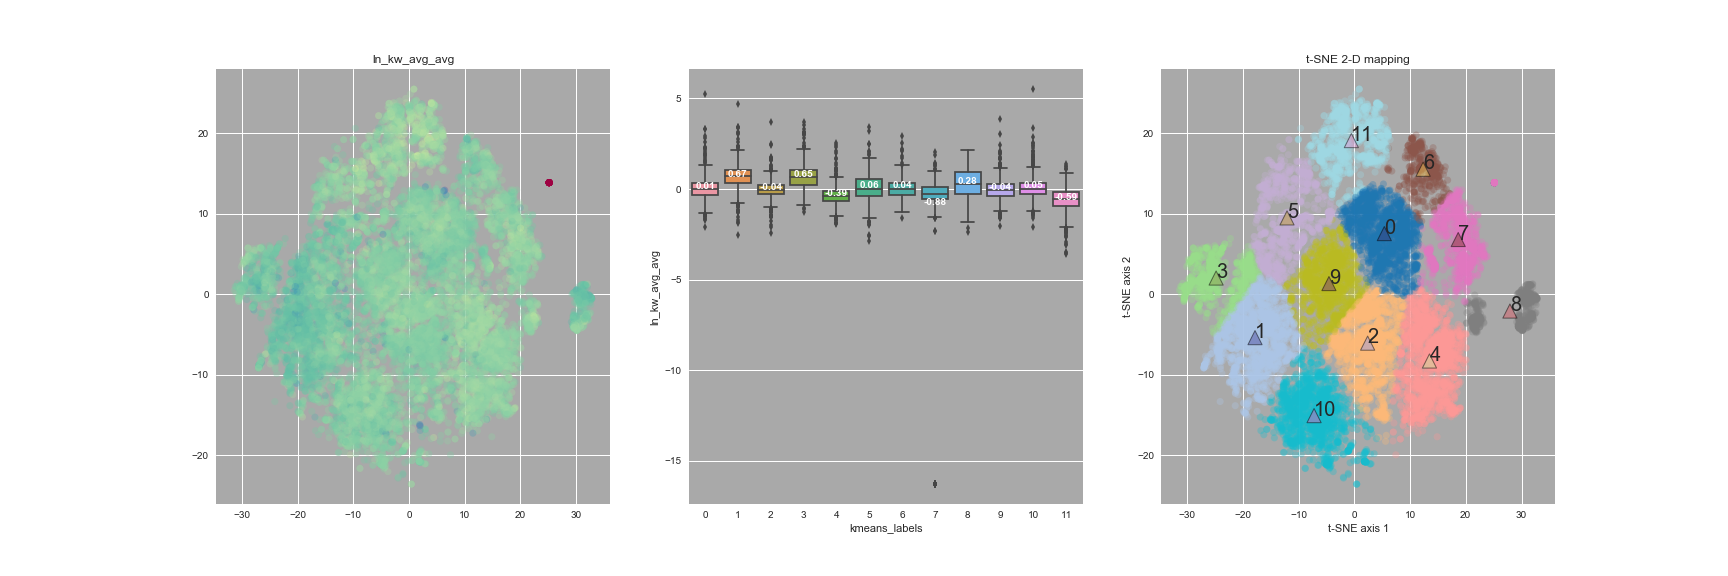 ln_kw_avg_avg
20
10
0
−10
−20
−30 −20 −10 0 10 20 30
ln_kw_avg_avg
5
0
−5
−10
−15
0.01 0.67 -0.04 0.65 -0.39 0.06 0.04 -0.88 0.28 -0.04 0.05 -0.59
0 1 2 3 4 5 6 7 8 9 10 11
kmeans_labels
t-SNE 2-D mapping
t-SNE axis 2
20
10
0
−10
−20
11
6
5
0
7
3
9
8
1
2
4
10
−30 −20 −10 0 10 20 30
t-SNE axis 1